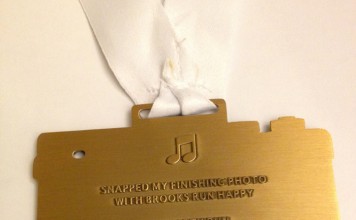 SNAPPED MY FINISHING PHOTO
WITH BROOKS RUN HAPPY